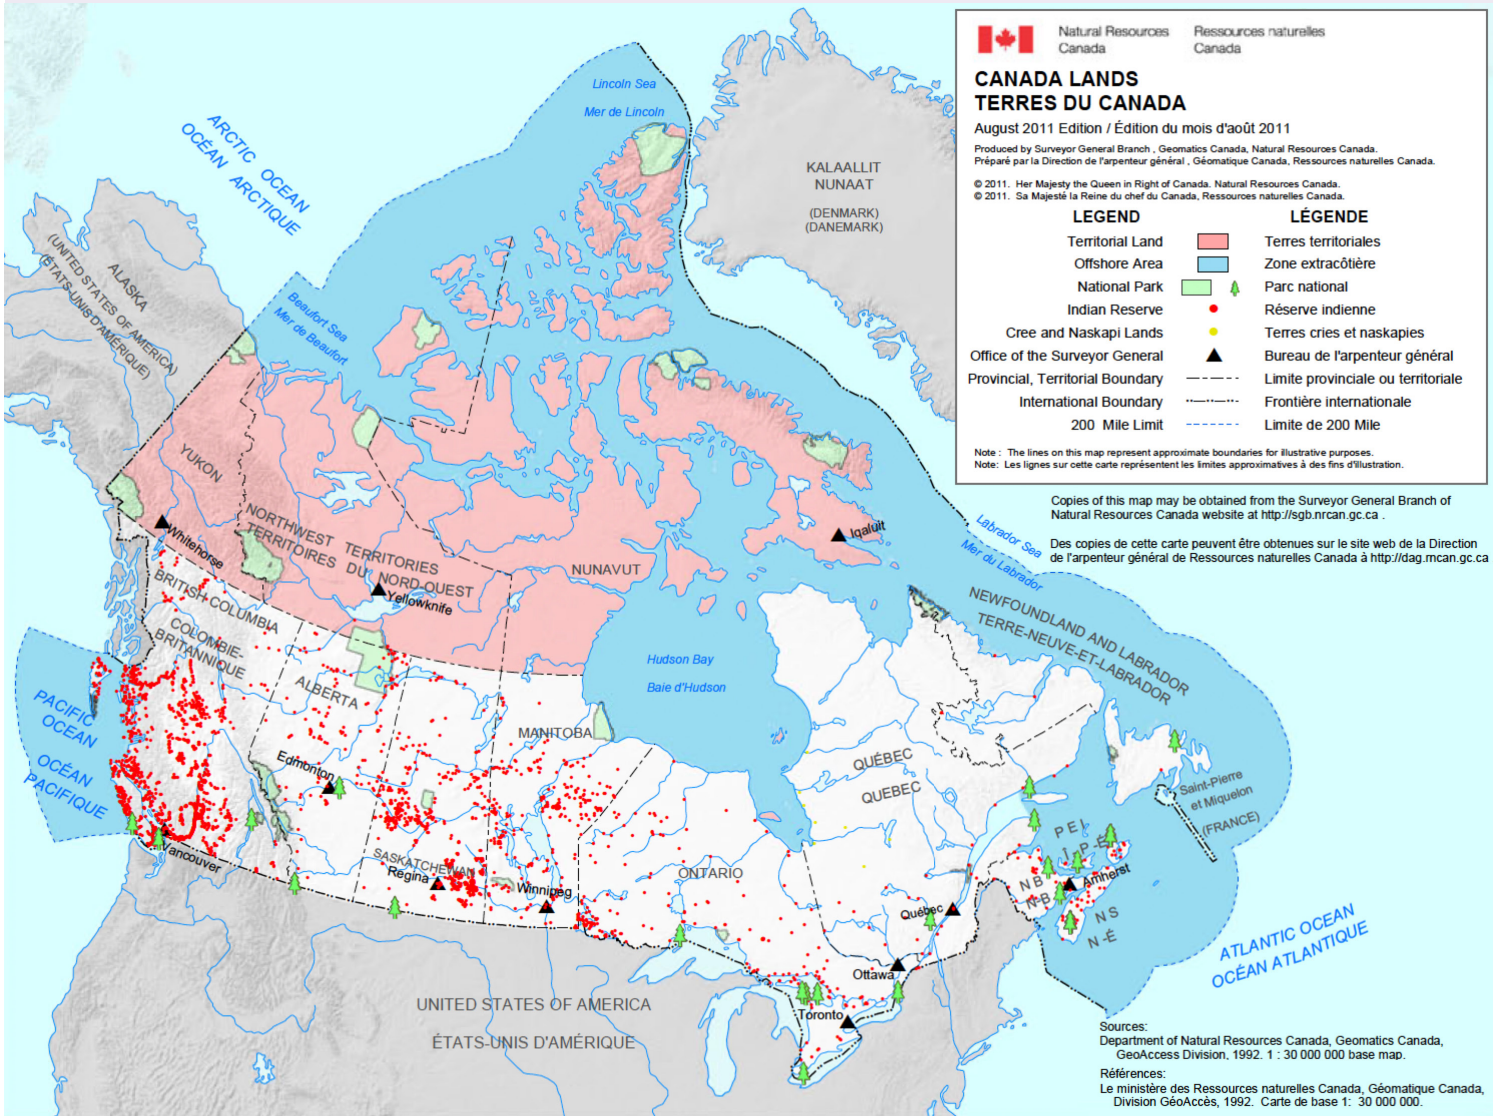 Natural Resources
Canada
Ressources naturelles
Canada
CANADA LANDS
TERRES DU CANADA
August 2011 Edition / Édition du mois d'août 2011
Produced by Surveyor General Branch , Geomatics Canada, Natural Resources Canada.
Préparé par la Direction de l'arpenteur général , Géomatique Canada, Ressources naturelles Canada.
© 2011. Her Majesty the Queen in Right of Canada. Natural Resources Canada.
© 2011. Sa Majesté la Reine du chef du Canada, Ressources naturelles Canada.
LEGEND LÉGENDE
Territorial Land Terres territoriales
Offshore Area Zone extracôtière
National Park Parc national
Indian Reserve Réserve indienne
Cree and Naskapi Lands Terres cries et naskapies
Office of the Surveyor General Bureau de l'arpenteur général
Provincial, Territorial Boundary Limite provinciale ou territoriale
International Boundary Frontière internationale
200 Mile Limit Limite de 200 Mile
Note : The lines on this map represent approximate boundaries for illustrative purposes.
Note: Les lignes sur cette carte représentent les limites approximatives à des fins d'illustration.
Copies of this map may be obtained from the Surveyor General Branch of
Natural Resources Canada website at http://sgb.nrcan.gc.ca .
Des copies de cette carte peuvent être obtenues sur le site web de la Direction
de l'arpenteur général de Ressources naturelles Canada à http://dag.rncan.gc.ca
Lincoln Sea
Mer de Lincoln
ARCTIC OCEAN
OCÉAN ARCTIQUE
KALAALLIT
NUNAAT
(DENMARK)
(DANEMARK)
ALASKA
(UNITED STATES OF AMERICA)
(ÉTATS-UNIS D'AMÉRIQUE)
Beaufort Sea
Mer de Beaufort
YUKON
Whitehorse
NORTHWEST TERRITORIES
TERRITOIRES DU NORD-OUEST
Yellowknife
NUNAVUT
Iqaluit
Labrador Sea
Mer du Labrador
NEWFOUNDLAND AND LABRADOR
TERRE-NEUVE-ET-LABRADOR
BRITISH COLUMBIA
COLOMBIE-
BRITANNIQUE
ALBERTA
Hudson Bay
Baie d'Hudson
PACIFIC
OCEAN
OCÉAN
PACIFIQUE
Edmonton
MANITOBA
QUÉBEC
QUEBEC
Saint-Pierre
et Miquelon
(FRANCE)
P E I
I -P -É
Vancouver
SASKATCHEWAN
Regina
Winnipeg
ONTARIO
Québec
N B
N -B
Amherst
N S
N -É
Ottawa
Toronto
ATLANTIC OCEAN
OCÉAN ATLANTIQUE
UNITED STATES OF AMERICA
ÉTATS-UNIS D'AMÉRIQUE
Sources:
Department of Natural Resources Canada, Geomatics Canada,
GeoAccess Division, 1992. 1 : 30 000 000 base map.
Références:
Le ministère des Ressources naturelles Canada, Géomatique Canada,
Division GéoAccès, 1992. Carte de base 1: 30 000 000.